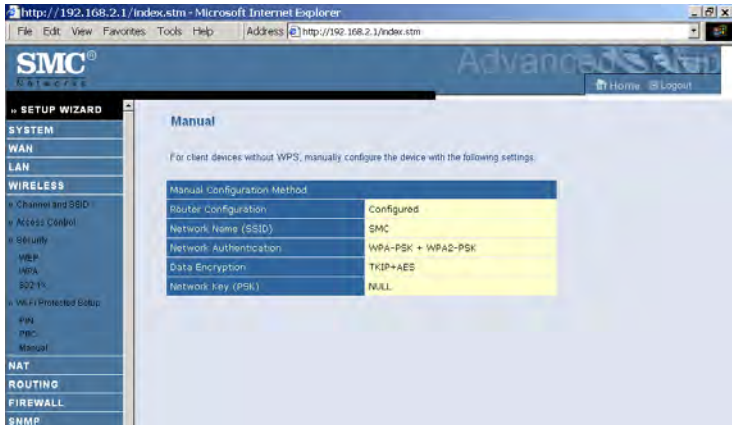 http://192.168.2.1/index.stm - Microsoft Internet Explorer
File Edit View Favorites Tools Help Address http://192.168.2.1/index.stm
SMC®
Networks
Advanced Setup
Home Logout
» SETUP WIZARD
SYSTEM
WAN
LAN
WIRELESS
» Channel and SSID
» Access Control
» Security
WEP
WPA
802.1X
» Wi-Fi Protected Setup
PIN
PBC
Manual
NAT
ROUTING
FIREWALL
SNMP
Manual
For client devices without WPS, manually configure the device with the following settings.
Manual Configuration Method
Router Configuration Configured
Network Name (SSID) SMC
Network Authentication WPA-PSK + WPA2-PSK
Data Encryption TKIP+AES
Network Key (PSK) NULL